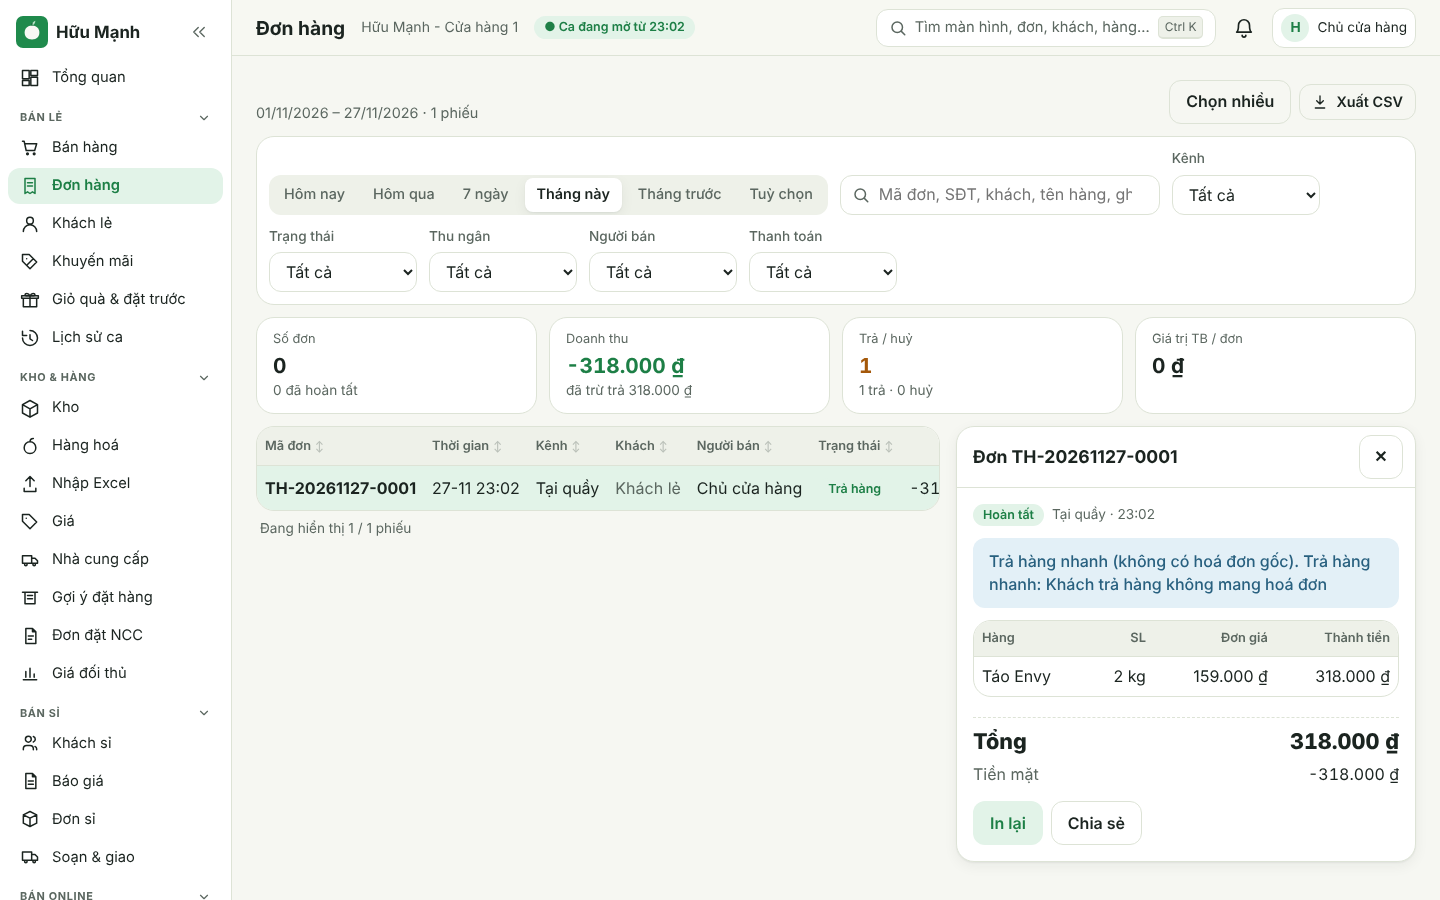 Hữu Mạnh
Tổng quan
BÁN LẺ
Bán hàng
Đơn hàng
Khách lẻ
Khuyến mãi
Giỏ quà & đặt trước
Lịch sử ca
KHO & HÀNG
Kho
Hàng hoá
Nhập Excel
Giá
Nhà cung cấp
Gợi ý đặt hàng
Đơn đặt NCC
Giá đối thủ
BÁN SỈ
Khách sỉ
Báo giá
Đơn sỉ
Soạn & giao
BÁN ONLINE
Đơn hàng Hữu Mạnh - Cửa hàng 1 Ca đang mở từ 23:02 Tìm màn hình, đơn, khách, hàng... Ctrl K H Chủ cửa hàng
01/11/2026 – 27/11/2026 · 1 phiếu Chọn nhiều Xuất CSV
Kênh
Hôm nay Hôm qua 7 ngày Tháng này Tháng trước Tuỳ chọn Mã đơn, SĐT, khách, tên hàng, gh Tất cả
Trạng thái Thu ngân Người bán Thanh toán
Tất cả Tất cả Tất cả Tất cả
Số đơn Doanh thu Trả / huỷ Giá trị TB / đơn
0 -318.000 ₫ 1 0 ₫
0 đã hoàn tất đã trừ trả 318.000 ₫ 1 trả · 0 huỷ
Mã đơn Thời gian Kênh Khách Người bán Trạng thái
TH-20261127-0001 27-11 23:02 Tại quầy Khách lẻ Chủ cửa hàng Trả hàng -31
Đang hiển thị 1 / 1 phiếu
Đơn TH-20261127-0001 ×
Hoàn tất Tại quầy · 23:02
Trả hàng nhanh (không có hoá đơn gốc). Trả hàng
nhanh: Khách trả hàng không mang hoá đơn
Hàng SL Đơn giá Thành tiền
Táo Envy 2 kg 159.000 ₫ 318.000 ₫
Tổng 318.000 ₫
Tiền mặt -318.000 ₫
In lại Chia sẻ